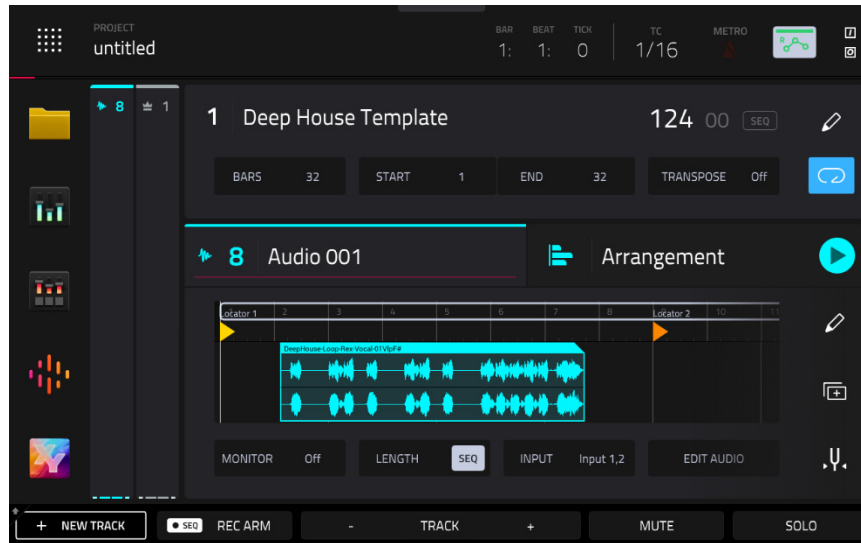 PROJECT
untitled
BAR BEAT TICK
1: 1: 0
TC
1/16
METRO
R
8
1
1 Deep House Template
124 00 SEQ
BARS 32 START 1 END 32 TRANSPOSE Off
8 Audio 001
Arrangement
Locator 1 2 3 4 5 6 7 8 Locator 2 10 11
DeepHouse-Loop-Rex-Vocal-01VlpF#
MONITOR Off LENGTH SEQ INPUT Input 1,2 EDIT AUDIO
+ NEW TRACK SEQ REC ARM - TRACK + MUTE SOLO